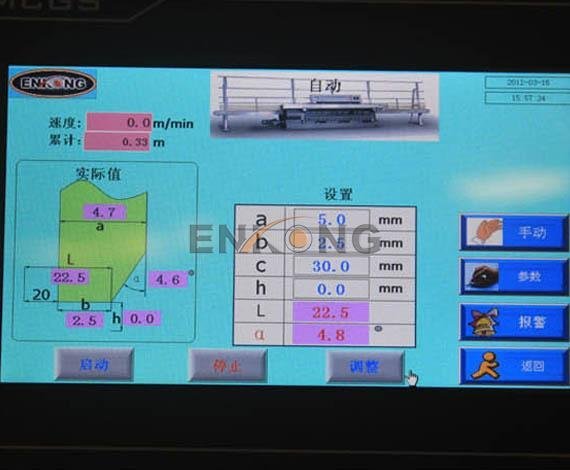 MCGS
ENKONG
自动
2012-03-15
15:57:24
速度: 0.0 m/min
累计: 0.33 m
实际值
4.7
a
L
22.5
α 4.6 °
20
b
2.5
h 0.0
设置
a 5.0 mm
b 2.5 mm
c 30.0 mm
h 0.0 mm
L 22.5
α 4.8 °
ENKONG
手动
参数
报警
返回
启动
停止
调整